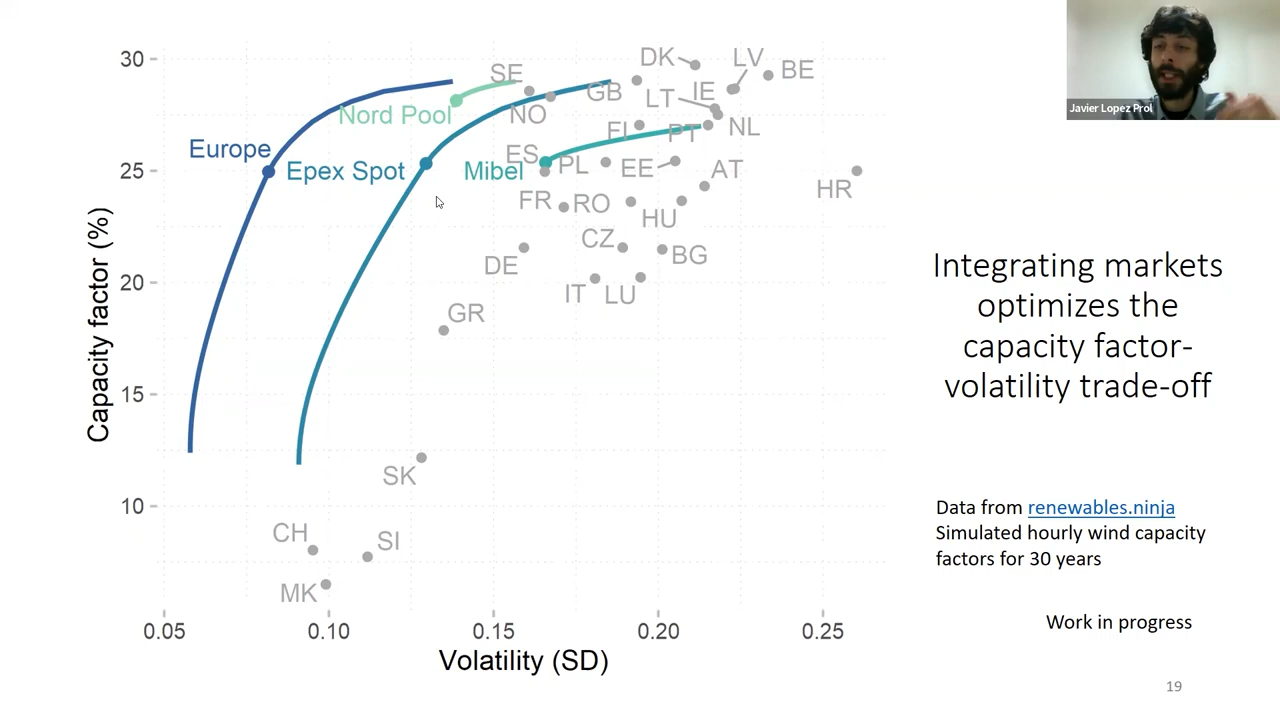 Javier Lopez Prol
Capacity factor (%)
30
25
20
15
10
Europe
Nord Pool
Epex Spot
Mibel
SE
NO
DK
LV
BE
GB
LT
IE
NL
FI
PT
ES
PL
EE
AT
HR
FR
RO
HU
CZ
BG
DE
IT
LU
GR
SK
CH
SI
MK
0.05
0.10
0.15
0.20
0.25
Volatility (SD)
Integrating markets
optimizes the
capacity factor-
volatility trade-off
Data from renewables.ninja
Simulated hourly wind capacity
factors for 30 years
Work in progress
19